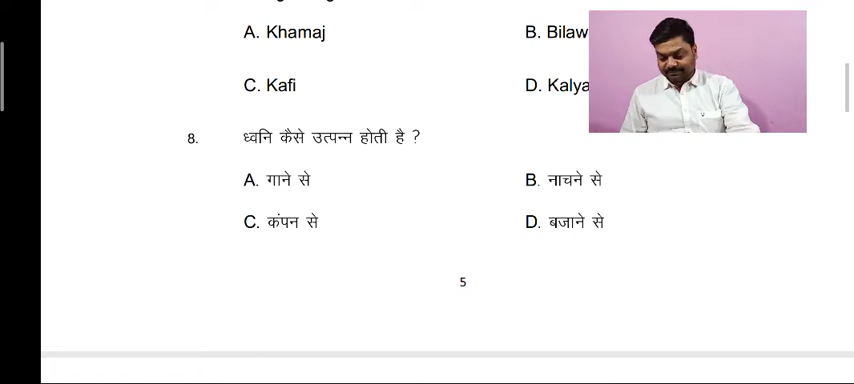 A. Khamaj B. Bilaw
C. Kafi D. Kalya
8. ध्वनि कैसे उत्पन्न होती है ?
A. गाने से B. नाचने से
C. कंपन से D. बजाने से
5